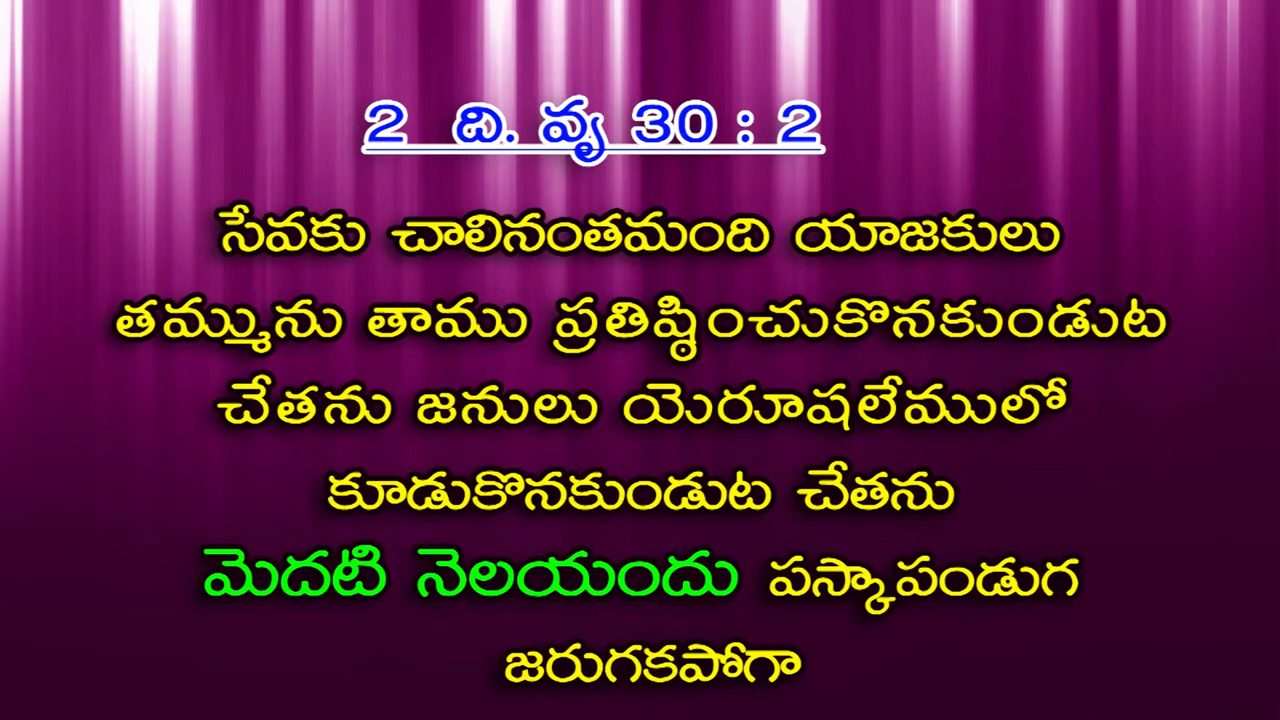 2 ది. వృ 30 : 2
సేవకు చాలినంతమంది యాజకులు
తమ్మును తాము ప్రతిష్ఠించుకొనకుండుట
చేతను జనులు యెరూషలేములో
కూడుకొనకుండుట చేతను
మెదటి నెలయందు పస్కాపండుగ
జరుగకపోగా